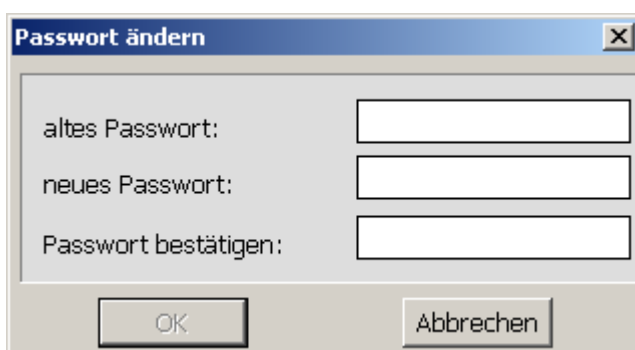 Passwort ändern
altes Passwort:
neues Passwort:
Passwort bestätigen:
OK
Abbrechen